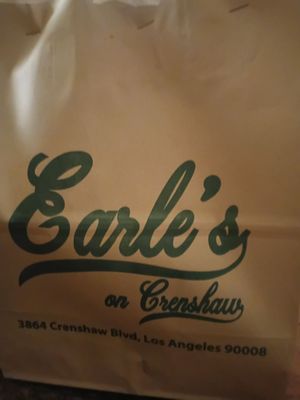 Earle's
on Crenshaw
3864 Crenshaw Blvd, Los Angeles 90008